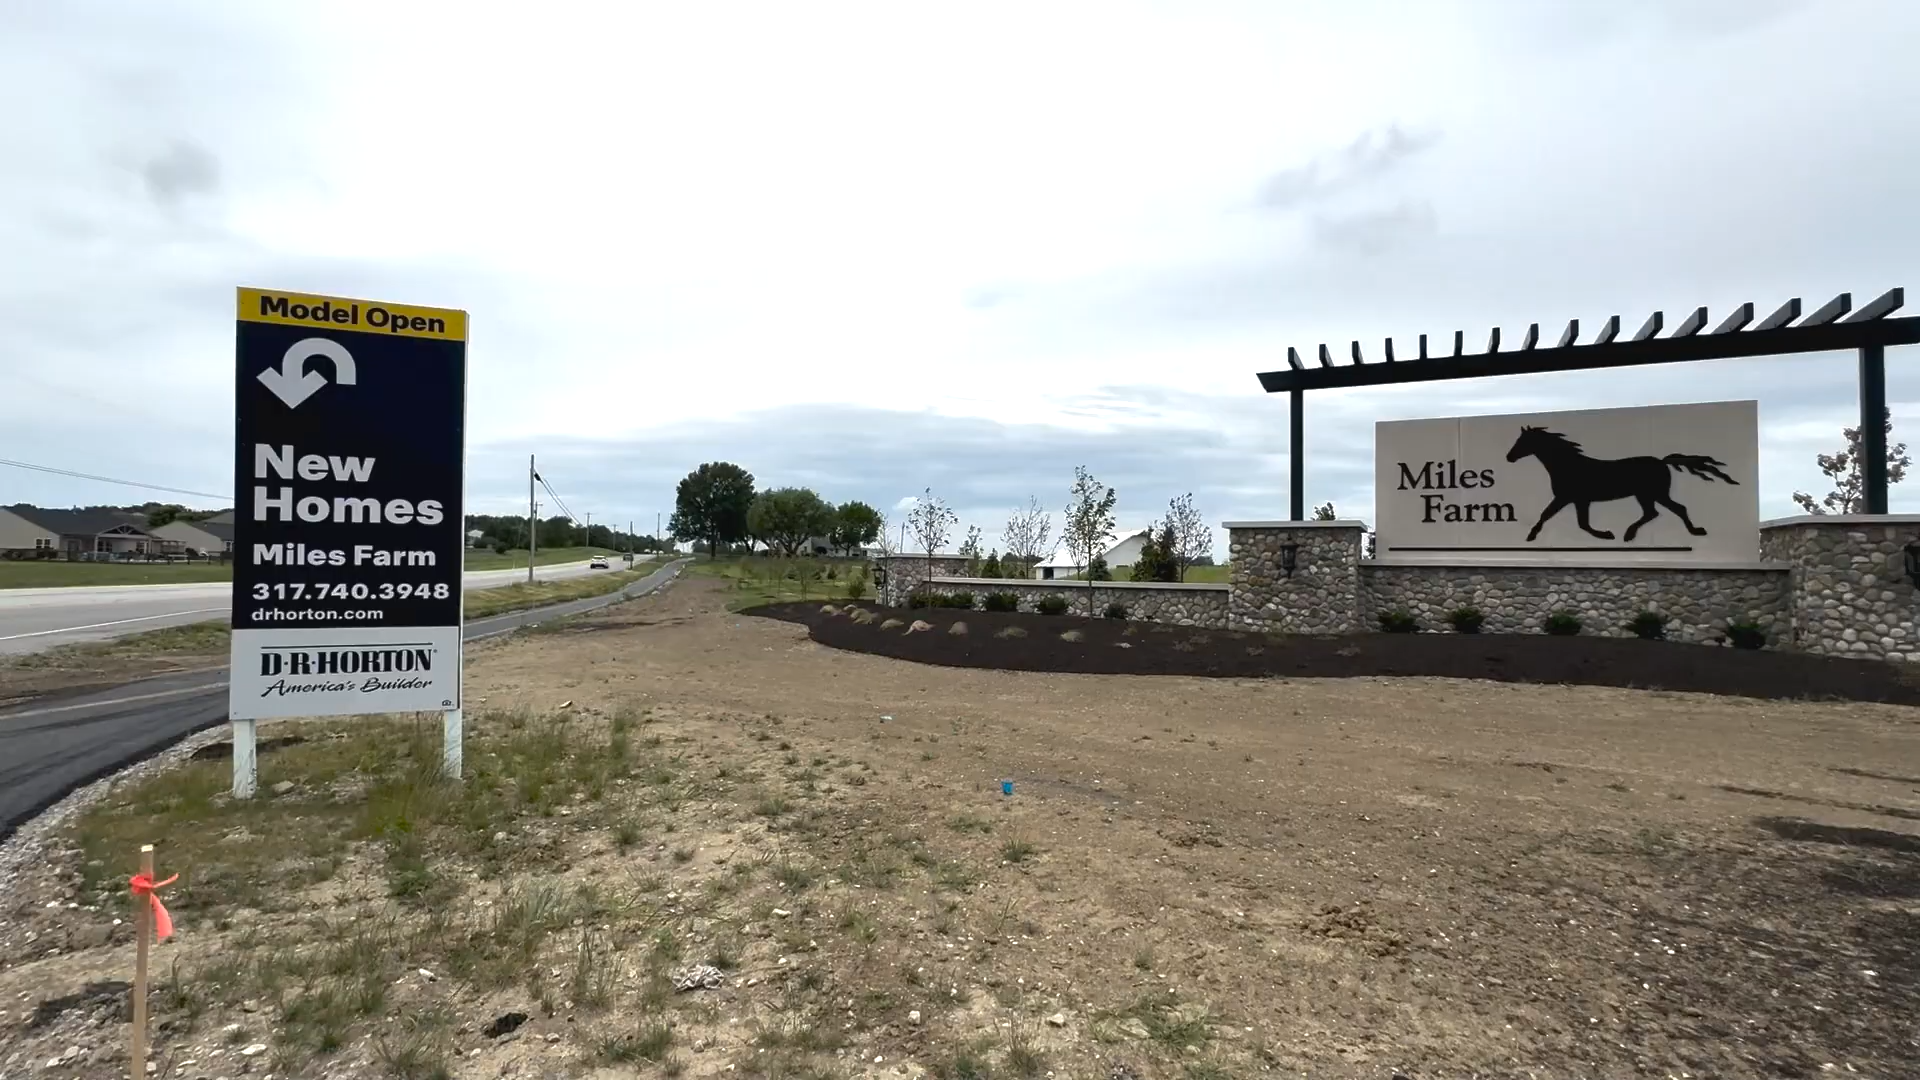 Model Open
New
Homes
Miles Farm
317.740.3948
drhorton.com
D·R·HORTON
America's Builder
Miles
Farm